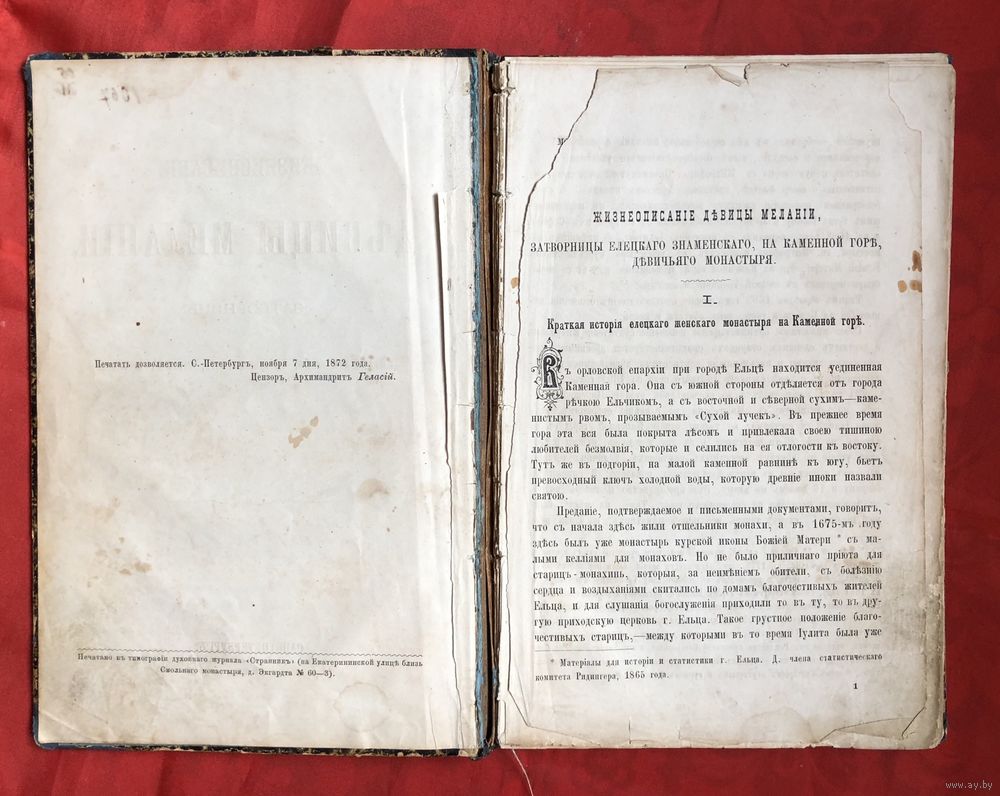 Печатать дозволяется. С.-Петербургъ, ноября 7 дня, 1872 года.
Цензоръ, Архимандритъ Геласій.
Печатано въ типографіи духовнаго журнала «Странникъ» (на Екатерининской улицѣ близь
Смольнаго монастыря, д. Экгардта № 60—3).
ЖИЗНЕОПИСАНІЕ ДѢВИЦЫ МЕЛАНІИ,
ЗАТВОРНИЦЫ ЕЛЕЦКАГО ЗНАМЕНСКАГО, НА КАМЕННОЙ ГОРѢ,
ДѢВИЧЬЯГО МОНАСТЫРЯ.
I.
Краткая исторія елецкаго женскаго монастыря на Каменной горѣ.
Въ орловской епархіи при городѣ Ельцѣ находится уединенная
Каменная гора. Она съ южной стороны отдѣляется отъ города
рѣчкою Ельчикомъ, а съ восточной и сѣверной сухимъ—каме-
нистымъ рвомъ, прозываемымъ «Сухой лучекъ». Въ прежнее время
гора эта вся была покрыта лѣсомъ и привлекала своею тишиною
любителей безмолвія, которые и селились на ея отлогости къ востоку.
Тутъ же въ подгоріи, на малой каменной равнинѣ къ югу, бьетъ
превосходный ключъ холодной воды, которую древніе иноки назвали
святою.
Преданіе, подтверждаемое и письменными документами, говоритъ,
что съ начала здѣсь жили отшельники монахи, а въ 1675-мъ году
здѣсь былъ уже монастырь курской иконы Божіей Матери * съ ма-
лыми келліями для монаховъ. Но не было приличнаго пріюта для
старицъ-монахинь, которыя, за неимѣніемъ обители, съ болѣзнію
сердца и воздыханіями скитались по домамъ благочестивыхъ жителей
Ельца, и для слушанія богослуженія приходили то въ ту, то въ дру-
гую приходскую церковь г. Ельца. Такое грустное положеніе благо-
честивыхъ старицъ,—между которыми въ то время Іулита была уже
* Матеріалы для исторіи и статистики г. Ельца. Д. члена статистическаго
комитета Ридингера, 1865 года.
1
www.ay.by